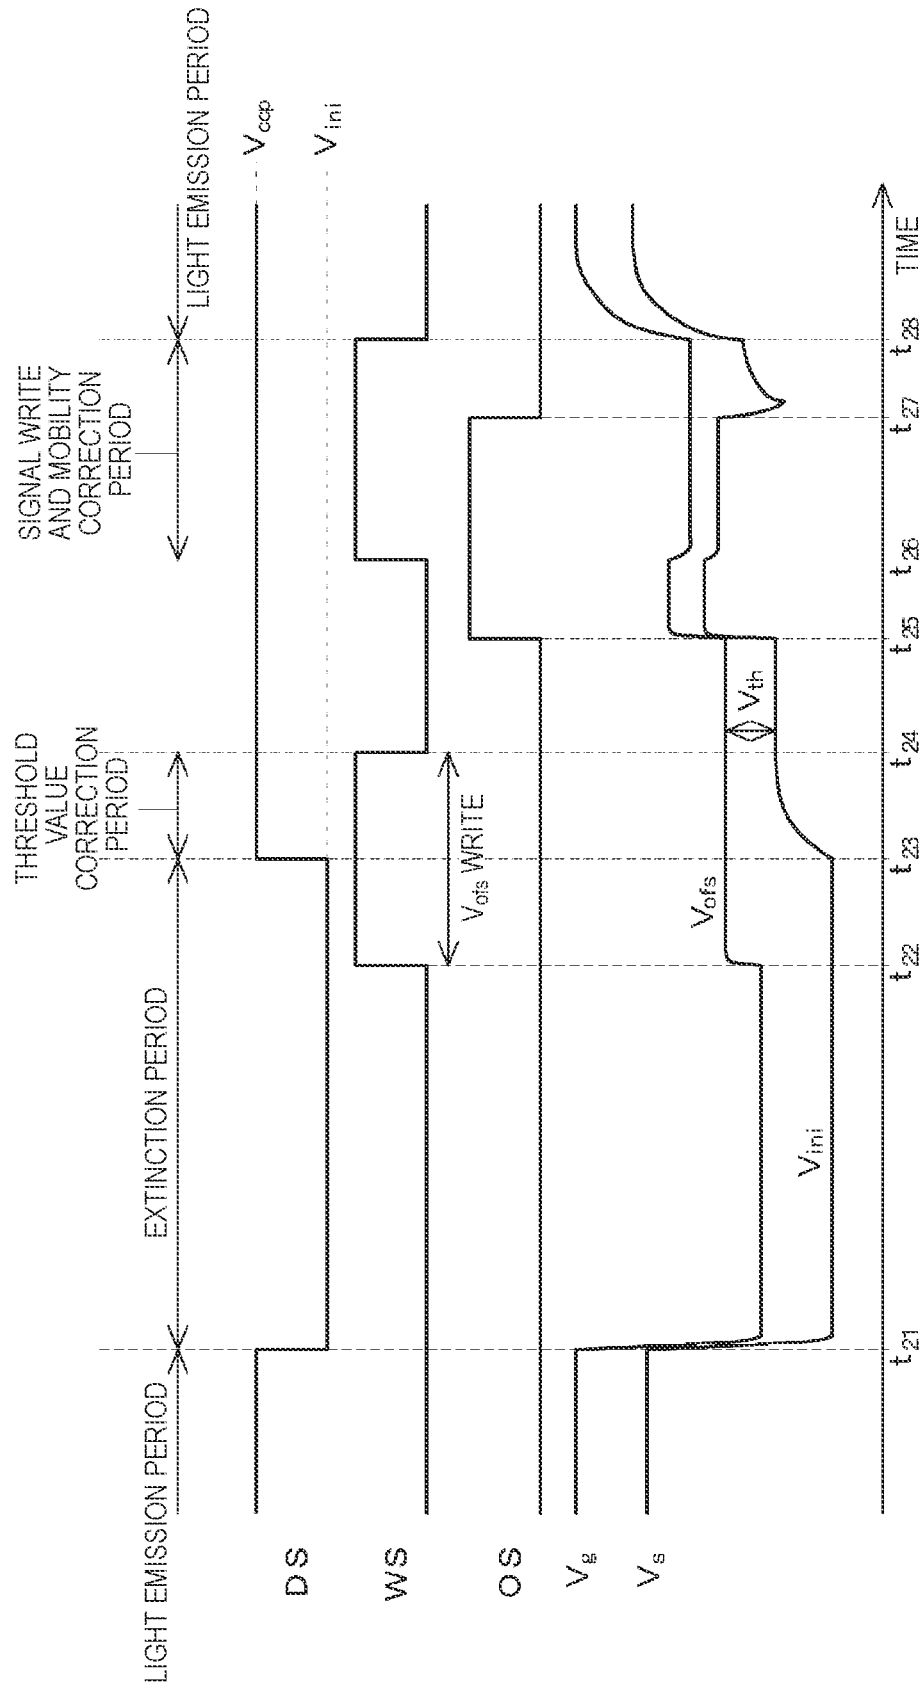 LIGHT EMISSION PERIOD
EXTINCTION PERIOD
THRESHOLD
VALUE
CORRECTION
PERIOD
SIGNAL WRITE
AND MOBILITY
CORRECTION
PERIOD
LIGHT EMISSION PERIOD
DS
Vccp
Vini
WS
Vofs WRITE
OS
Vg
Vs
Vini
Vofs
Vth
t21
t22
t23
t24
t25
t26
t27
t28
TIME